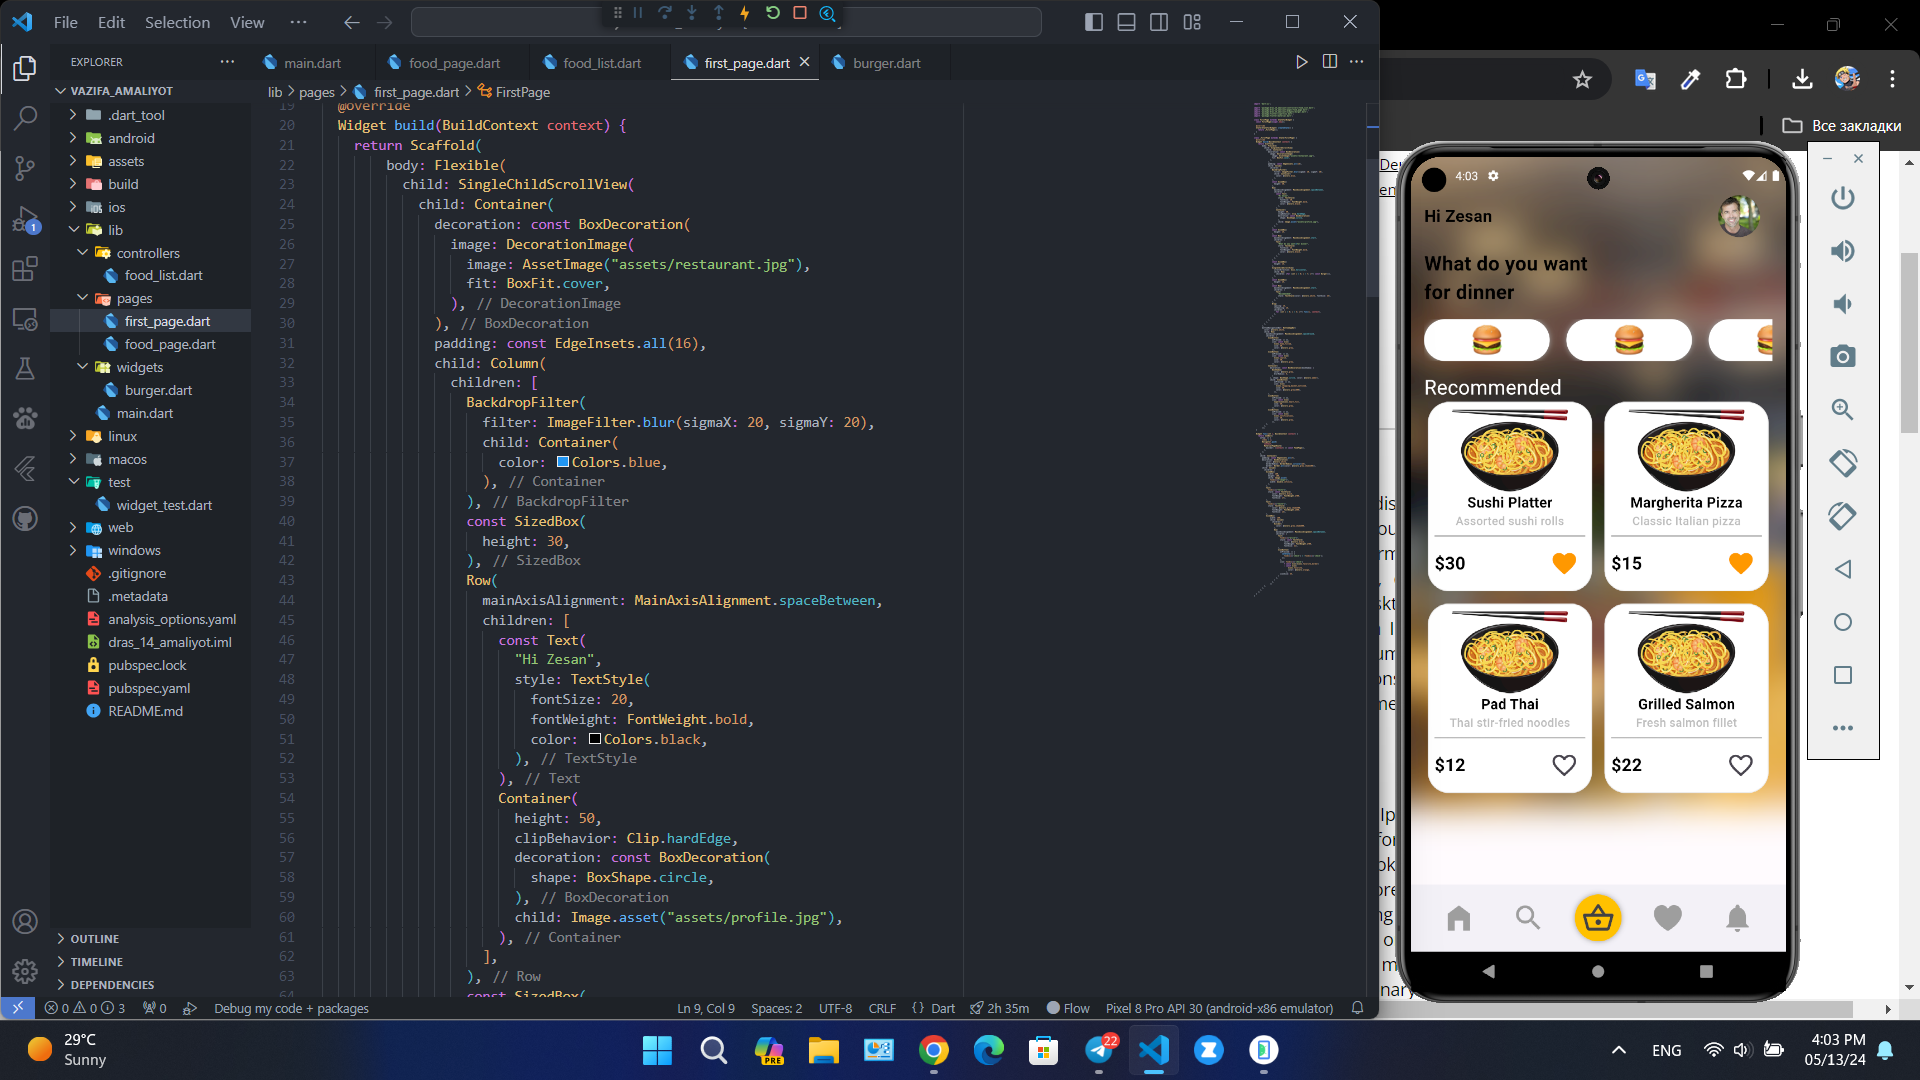 File Edit Selection View ···
EXPLORER
main.dart
food_page.dart
food_list.dart
first_page.dart
burger.dart
VAZIFA_AMALIYOT
.dart_tool
android
assets
build
ios
lib
controllers
food_list.dart
pages
first_page.dart
food_page.dart
widgets
burger.dart
main.dart
linux
macos
test
widget_test.dart
web
windows
.gitignore
.metadata
analysis_options.yaml
dras_14_amaliyot.iml
pubspec.lock
pubspec.yaml
README.md
OUTLINE
TIMELINE
DEPENDENCIES
lib > pages > first_page.dart > FirstPage
19 @override
20 Widget build(BuildContext context) {
21 return Scaffold(
22 body: Flexible(
23 child: SingleChildScrollView(
24 child: Container(
25 decoration: const BoxDecoration(
26 image: DecorationImage(
27 image: AssetImage("assets/restaurant.jpg"),
28 fit: BoxFit.cover,
29 ), // DecorationImage
30 ), // BoxDecoration
31 padding: const EdgeInsets.all(16),
32 child: Column(
33 children: [
34 BackdropFilter(
35 filter: ImageFilter.blur(sigmaX: 20, sigmaY: 20),
36 child: Container(
37 color: Colors.blue,
38 ), // Container
39 ), // BackdropFilter
40 const SizedBox(
41 height: 30,
42 ), // SizedBox
43 Row(
44 mainAxisAlignment: MainAxisAlignment.spaceBetween,
45 children: [
46 const Text(
47 "Hi Zesan",
48 style: TextStyle(
49 fontSize: 20,
50 fontWeight: FontWeight.bold,
51 color: Colors.black,
52 ), // TextStyle
53 ), // Text
54 Container(
55 height: 50,
56 clipBehavior: Clip.hardEdge,
57 decoration: const BoxDecoration(
58 shape: BoxShape.circle,
59 ), // BoxDecoration
60 child: Image.asset("assets/profile.jpg"),
61 ), // Container
62 ],
63 ), // Row
64 const SizedBox(
0 0 3 0 Debug my code + packages Ln 9, Col 9 Spaces: 2 UTF-8 CRLF {} Dart 2h 35m Flow Pixel 8 Pro API 30 (android-x86 emulator)
Все закладки
4:03
Hi Zesan
What do you want
for dinner
Recommended
Sushi Platter
Assorted sushi rolls
$30
Margherita Pizza
Classic Italian pizza
$15
Pad Thai
Thai stir-fried noodles
$12
Grilled Salmon
Fresh salmon fillet
$22
29°C
Sunny
PRE
22
ENG
4:03 PM
05/13/24